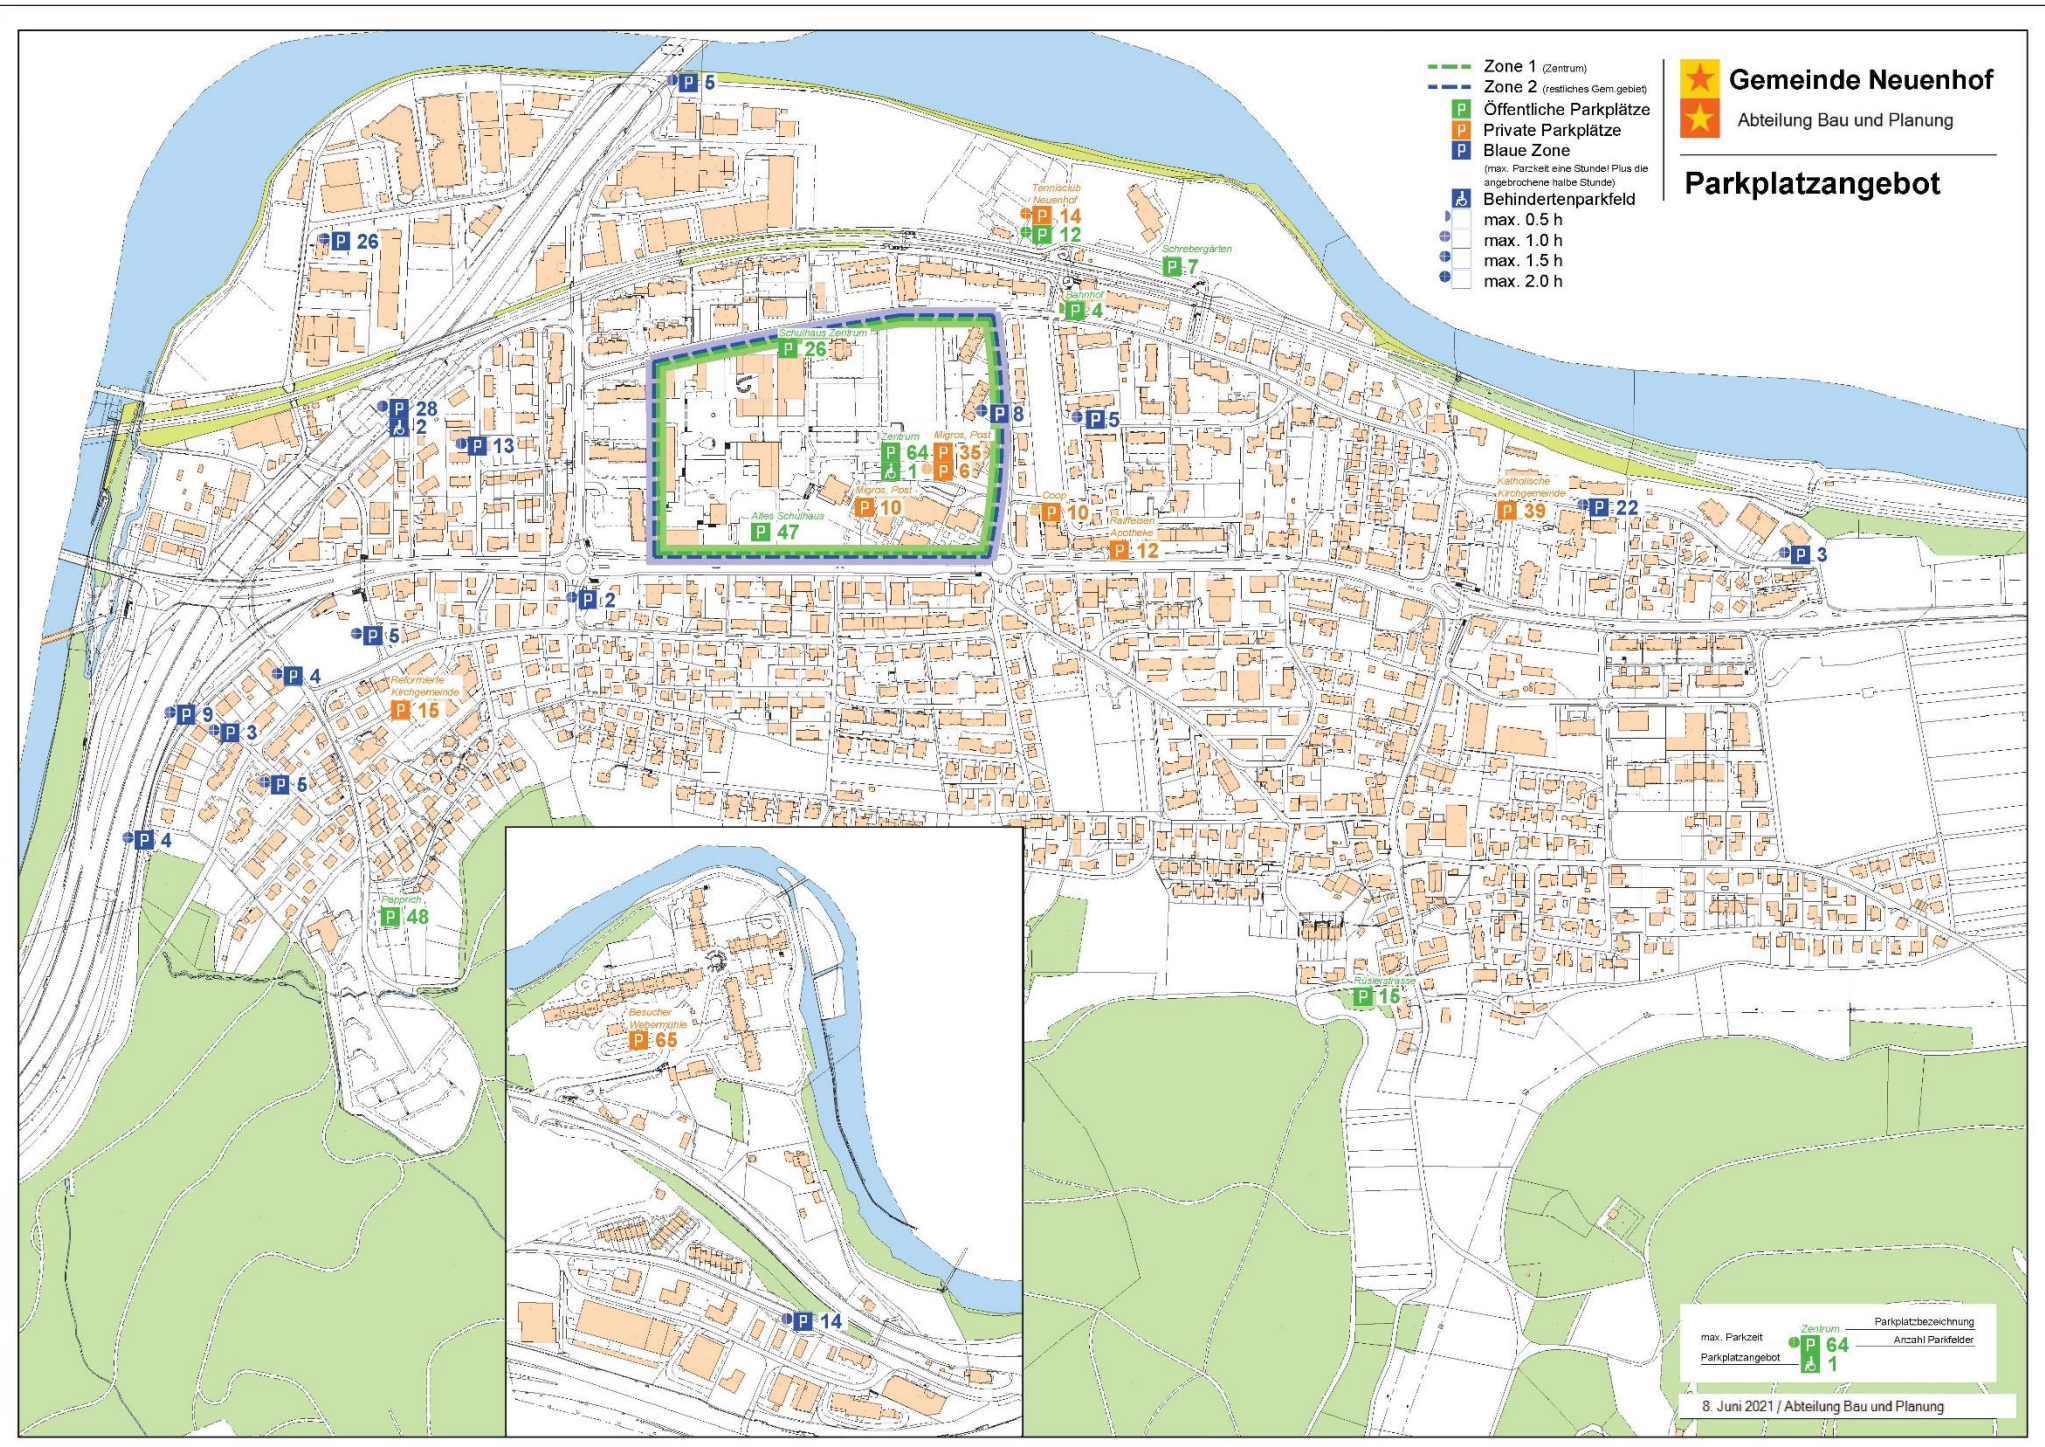 Zone 1 (Zentrum)
Zone 2 (restliches Gem.gebiet)
P Öffentliche Parkplätze
P Private Parkplätze
P Blaue Zone
(max. Parzkeit eine Stunde! Plus die
angebrochene halbe Stunde)
Behindertenparkfeld
max. 0.5 h
max. 1.0 h
max. 1.5 h
max. 2.0 h
Gemeinde Neuenhof
Abteilung Bau und Planung
Parkplatzangebot
P 5
Tennisclub
Neuenhof
P 14
P 12
P 26
Schrebergärten
P 7
Bahnhof
P 4
Schulhaus Zentrum
P 26
P 28
2
P 13
P 8
P 5
Zentrum
P 64
1
Migros, Post
P 35
P 6
Migros, Post
P 10
Altes Schulhaus
P 47
Coop
P 10
Raiffeisen
Apotheke
P 12
Katholische
Kirchgemeinde
P 39
P 22
P 3
P 2
P 5
P 4
Reformierte
Kirchgemeinde
P 15
P 9
P 3
P 5
P 4
Papprich
P 48
Rüslerstrasse
P 15
Besucher
Webermühle
P 65
P 14
Parkplatzbezeichnung
max. Parkzeit
Zentrum
P 64
Anzahl Parkfelder
Parkplatzangebot
1
8. Juni 2021 / Abteilung Bau und Planung